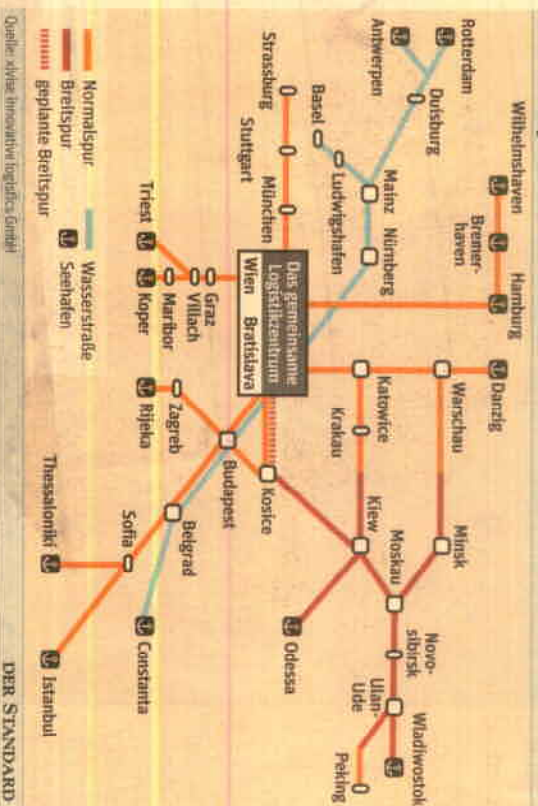 Wilhelmshaven
Bremer-
haven
Hamburg
Danzig
Rotterdam
Antwerpen
Duisburg
Mainz
Nürnberg
Warschau
Minsk
Novo-
sibirsk
Wladiwostok
Ulan-
Ude
Peking
Moskau
Basel
Ludwigshafen
Katowice
Krakau
Kiew
Strassburg
Stuttgart
München
Das gemeinsame
Logistikzentrum
Wien Bratislava
Kosice
Odessa
Graz
Villach
Maribor
Triest
Koper
Budapest
Zagreb
Rijeka
Belgrad
Constanta
Sofia
Thessaloniki
Istanbul
Normalspur
Breitspur
geplante Breitspur
Wasserstraße
Seehafen
Quelle: xlvise innovative logistics GmbH
DER STANDARD